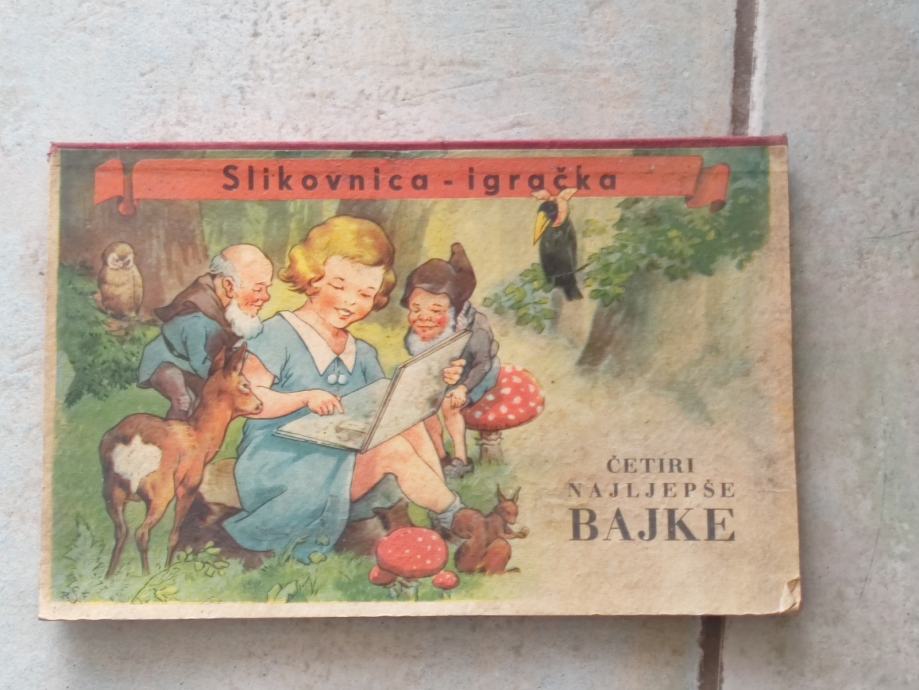 Slikovnica - igračka
ČETIRI
NAJLJEPŠE
BAJKE